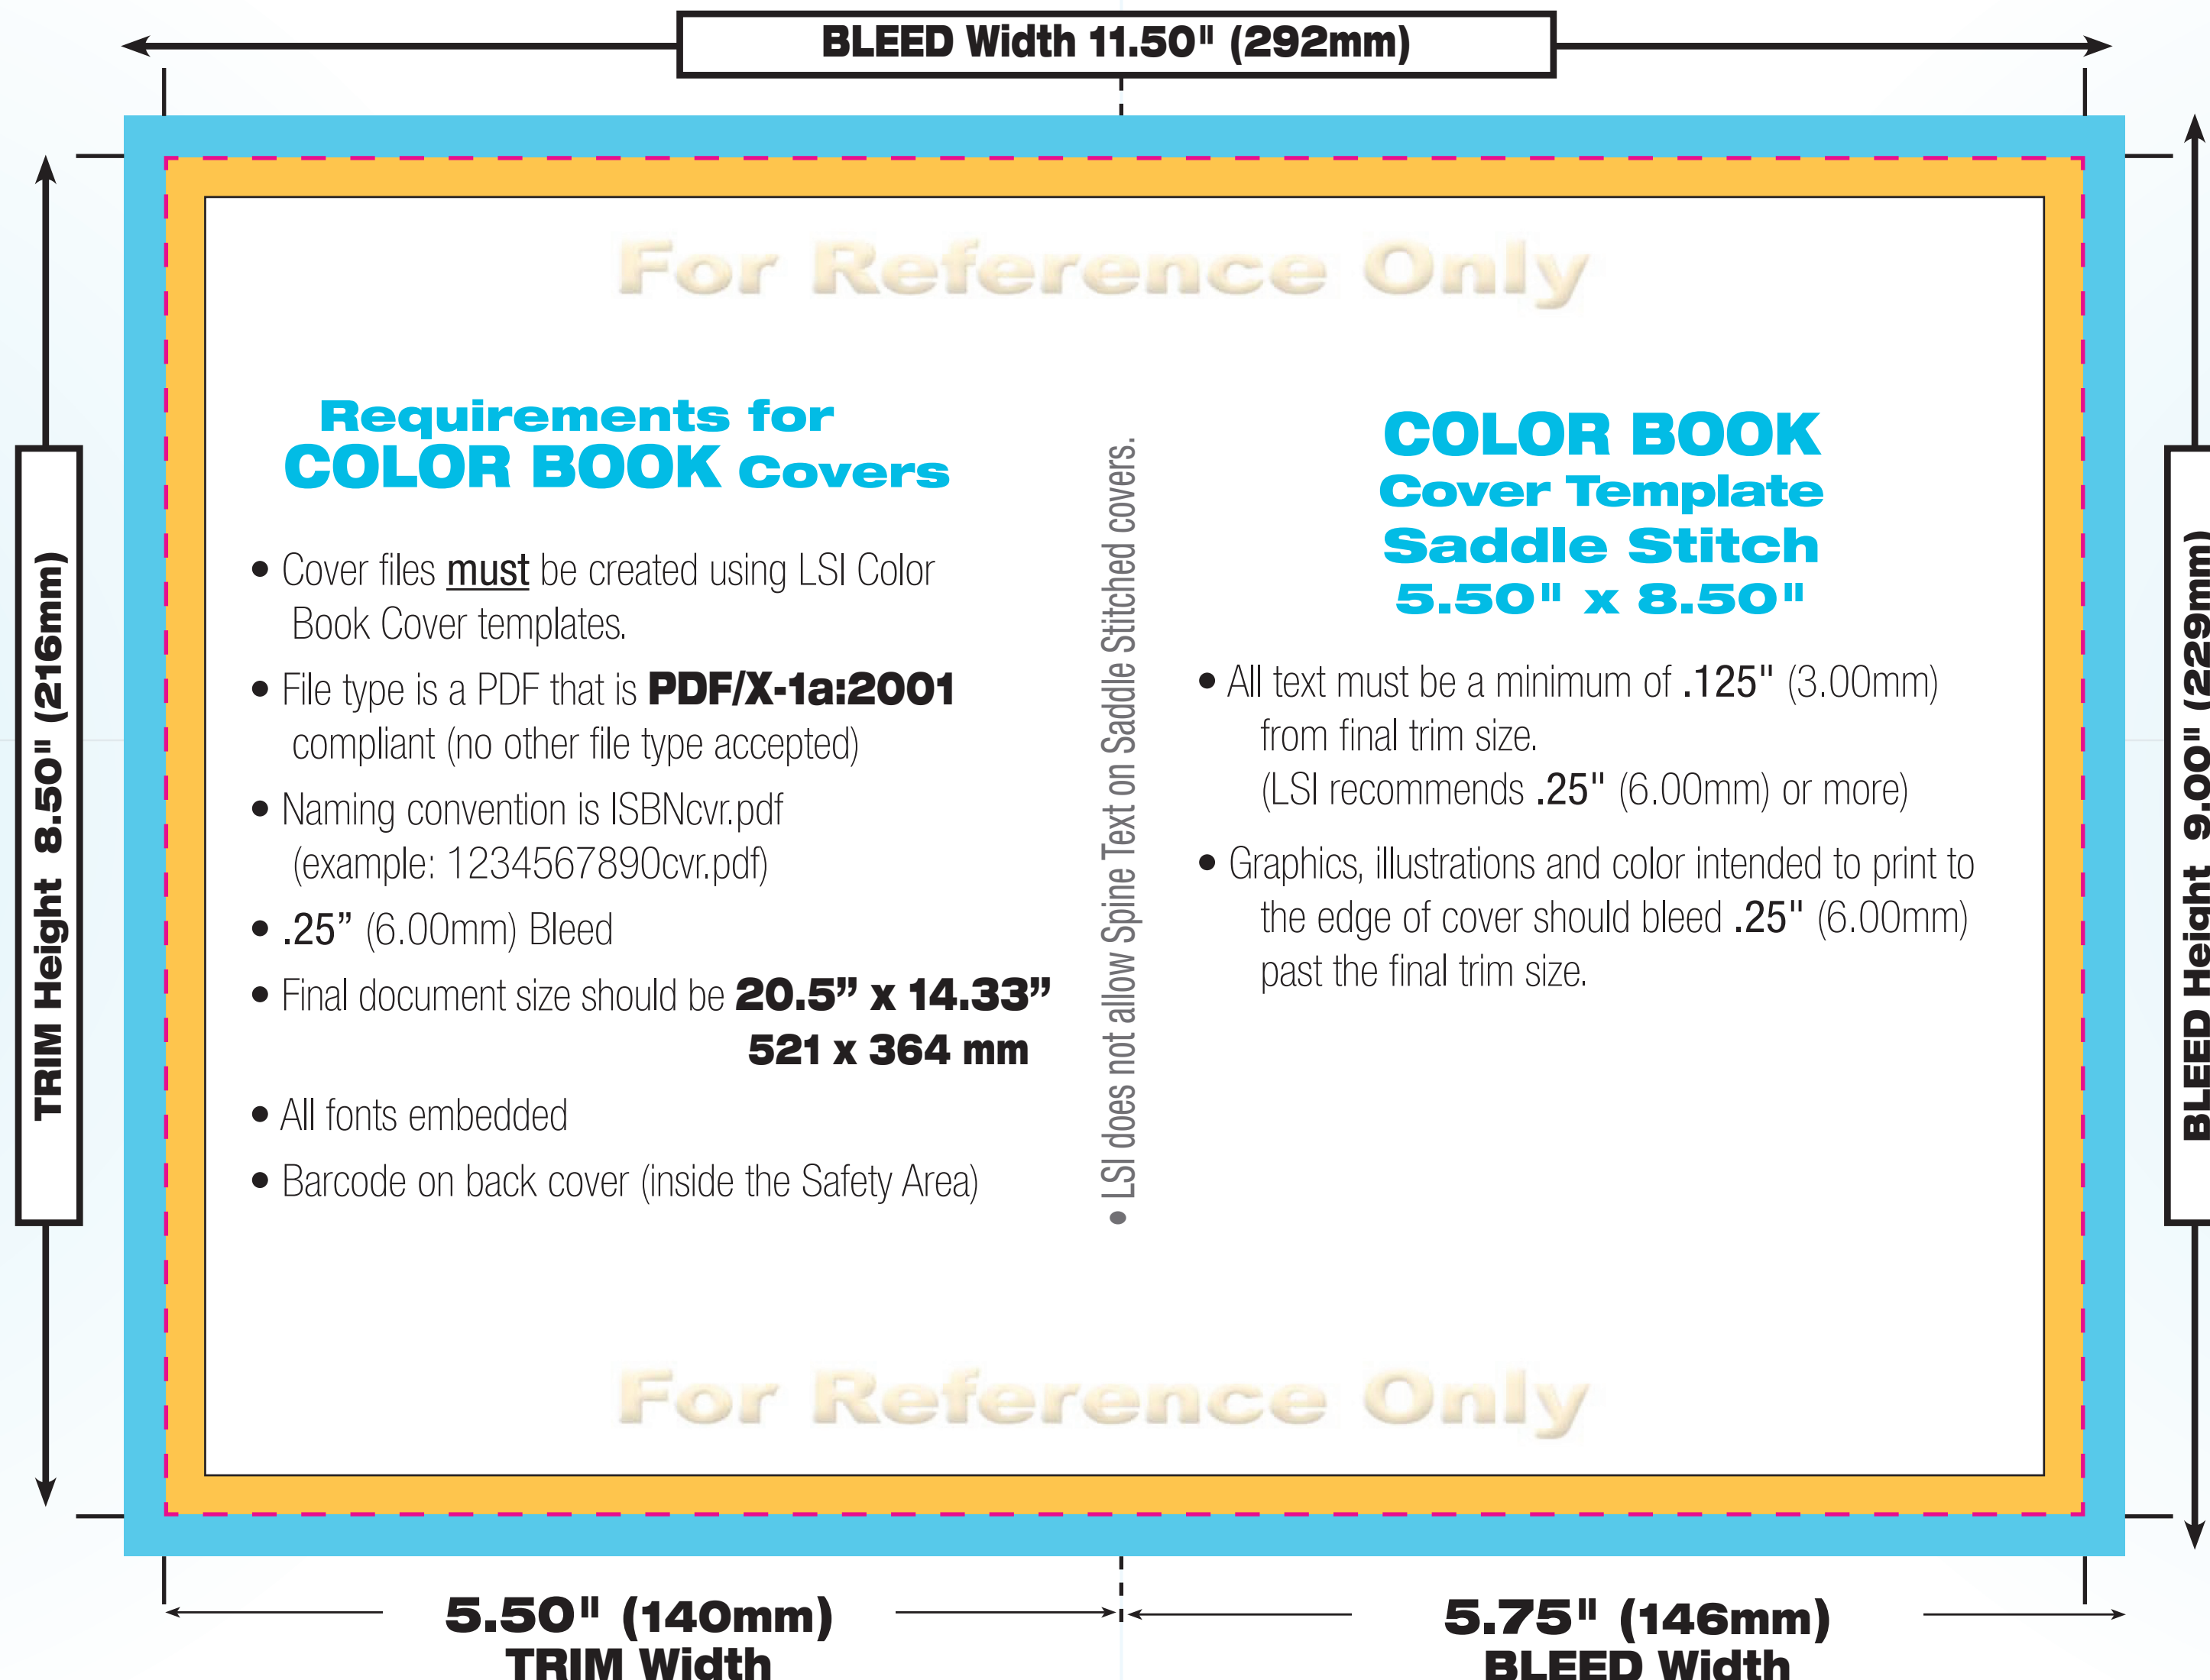 BLEED Width 11.50" (292mm)
For Reference Only
TRIM Height 8.50" (216mm)
Requirements for
COLOR BOOK Covers
• Cover files must be created using LSI Color
Book Cover templates.
• File type is a PDF that is PDF/X-1a:2001
compliant (no other file type accepted)
• Naming convention is ISBNcvr.pdf
(example: 1234567890cvr.pdf)
• .25” (6.00mm) Bleed
• Final document size should be 20.5” x 14.33”
521 x 364 mm
• All fonts embedded
• Barcode on back cover (inside the Safety Area)
• LSI does not allow Spine Text on Saddle Stitched covers.
COLOR BOOK
Cover Template
Saddle Stitch
5.50" x 8.50"
• All text must be a minimum of .125" (3.00mm)
from final trim size.
(LSI recommends .25" (6.00mm) or more)
• Graphics, illustrations and color intended to print to
the edge of cover should bleed .25" (6.00mm)
past the final trim size.
BLEED Height 9.00" (229mm)
For Reference Only
5.50" (140mm)
TRIM Width
5.75" (146mm)
BLEED Width